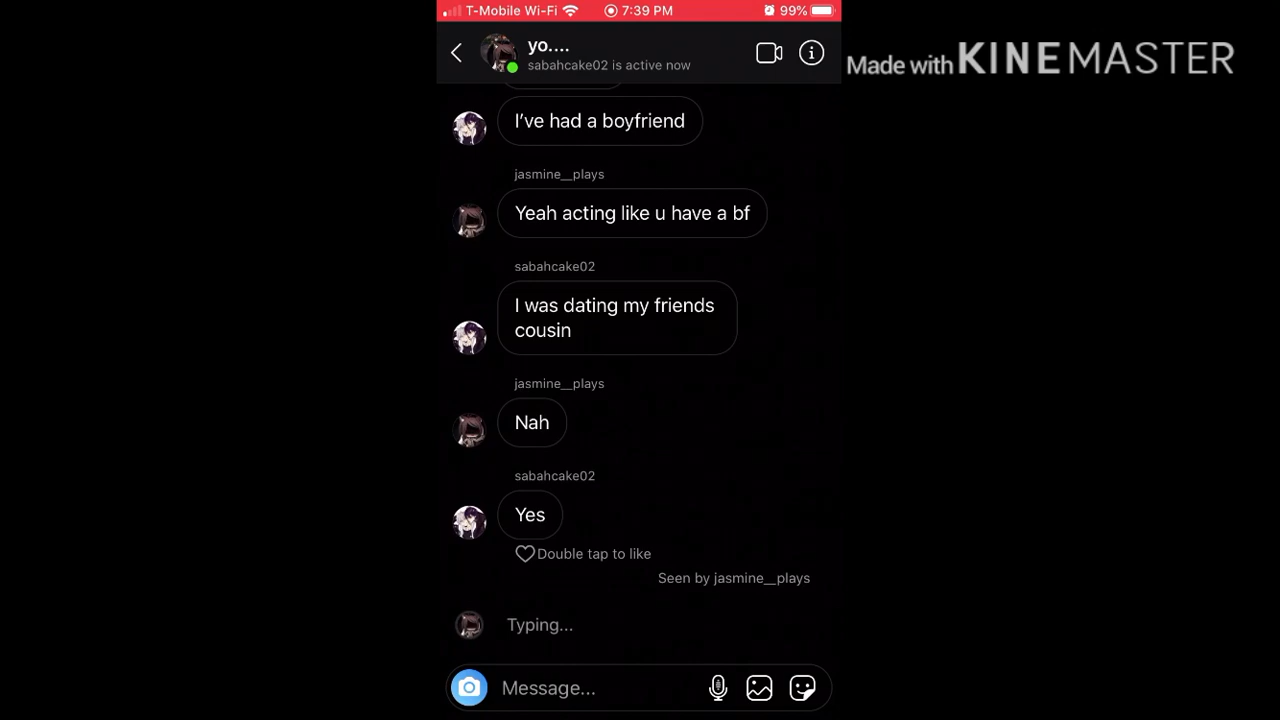 T-Mobile Wi-Fi 7:39 PM 99%
yo....
sabahcake02 is active now
Made with KINEMASTER
I’ve had a boyfriend
jasmine__plays
Yeah acting like u have a bf
sabahcake02
I was dating my friends
cousin
jasmine__plays
Nah
sabahcake02
Yes
Double tap to like
Seen by jasmine__plays
Typing...
Message...